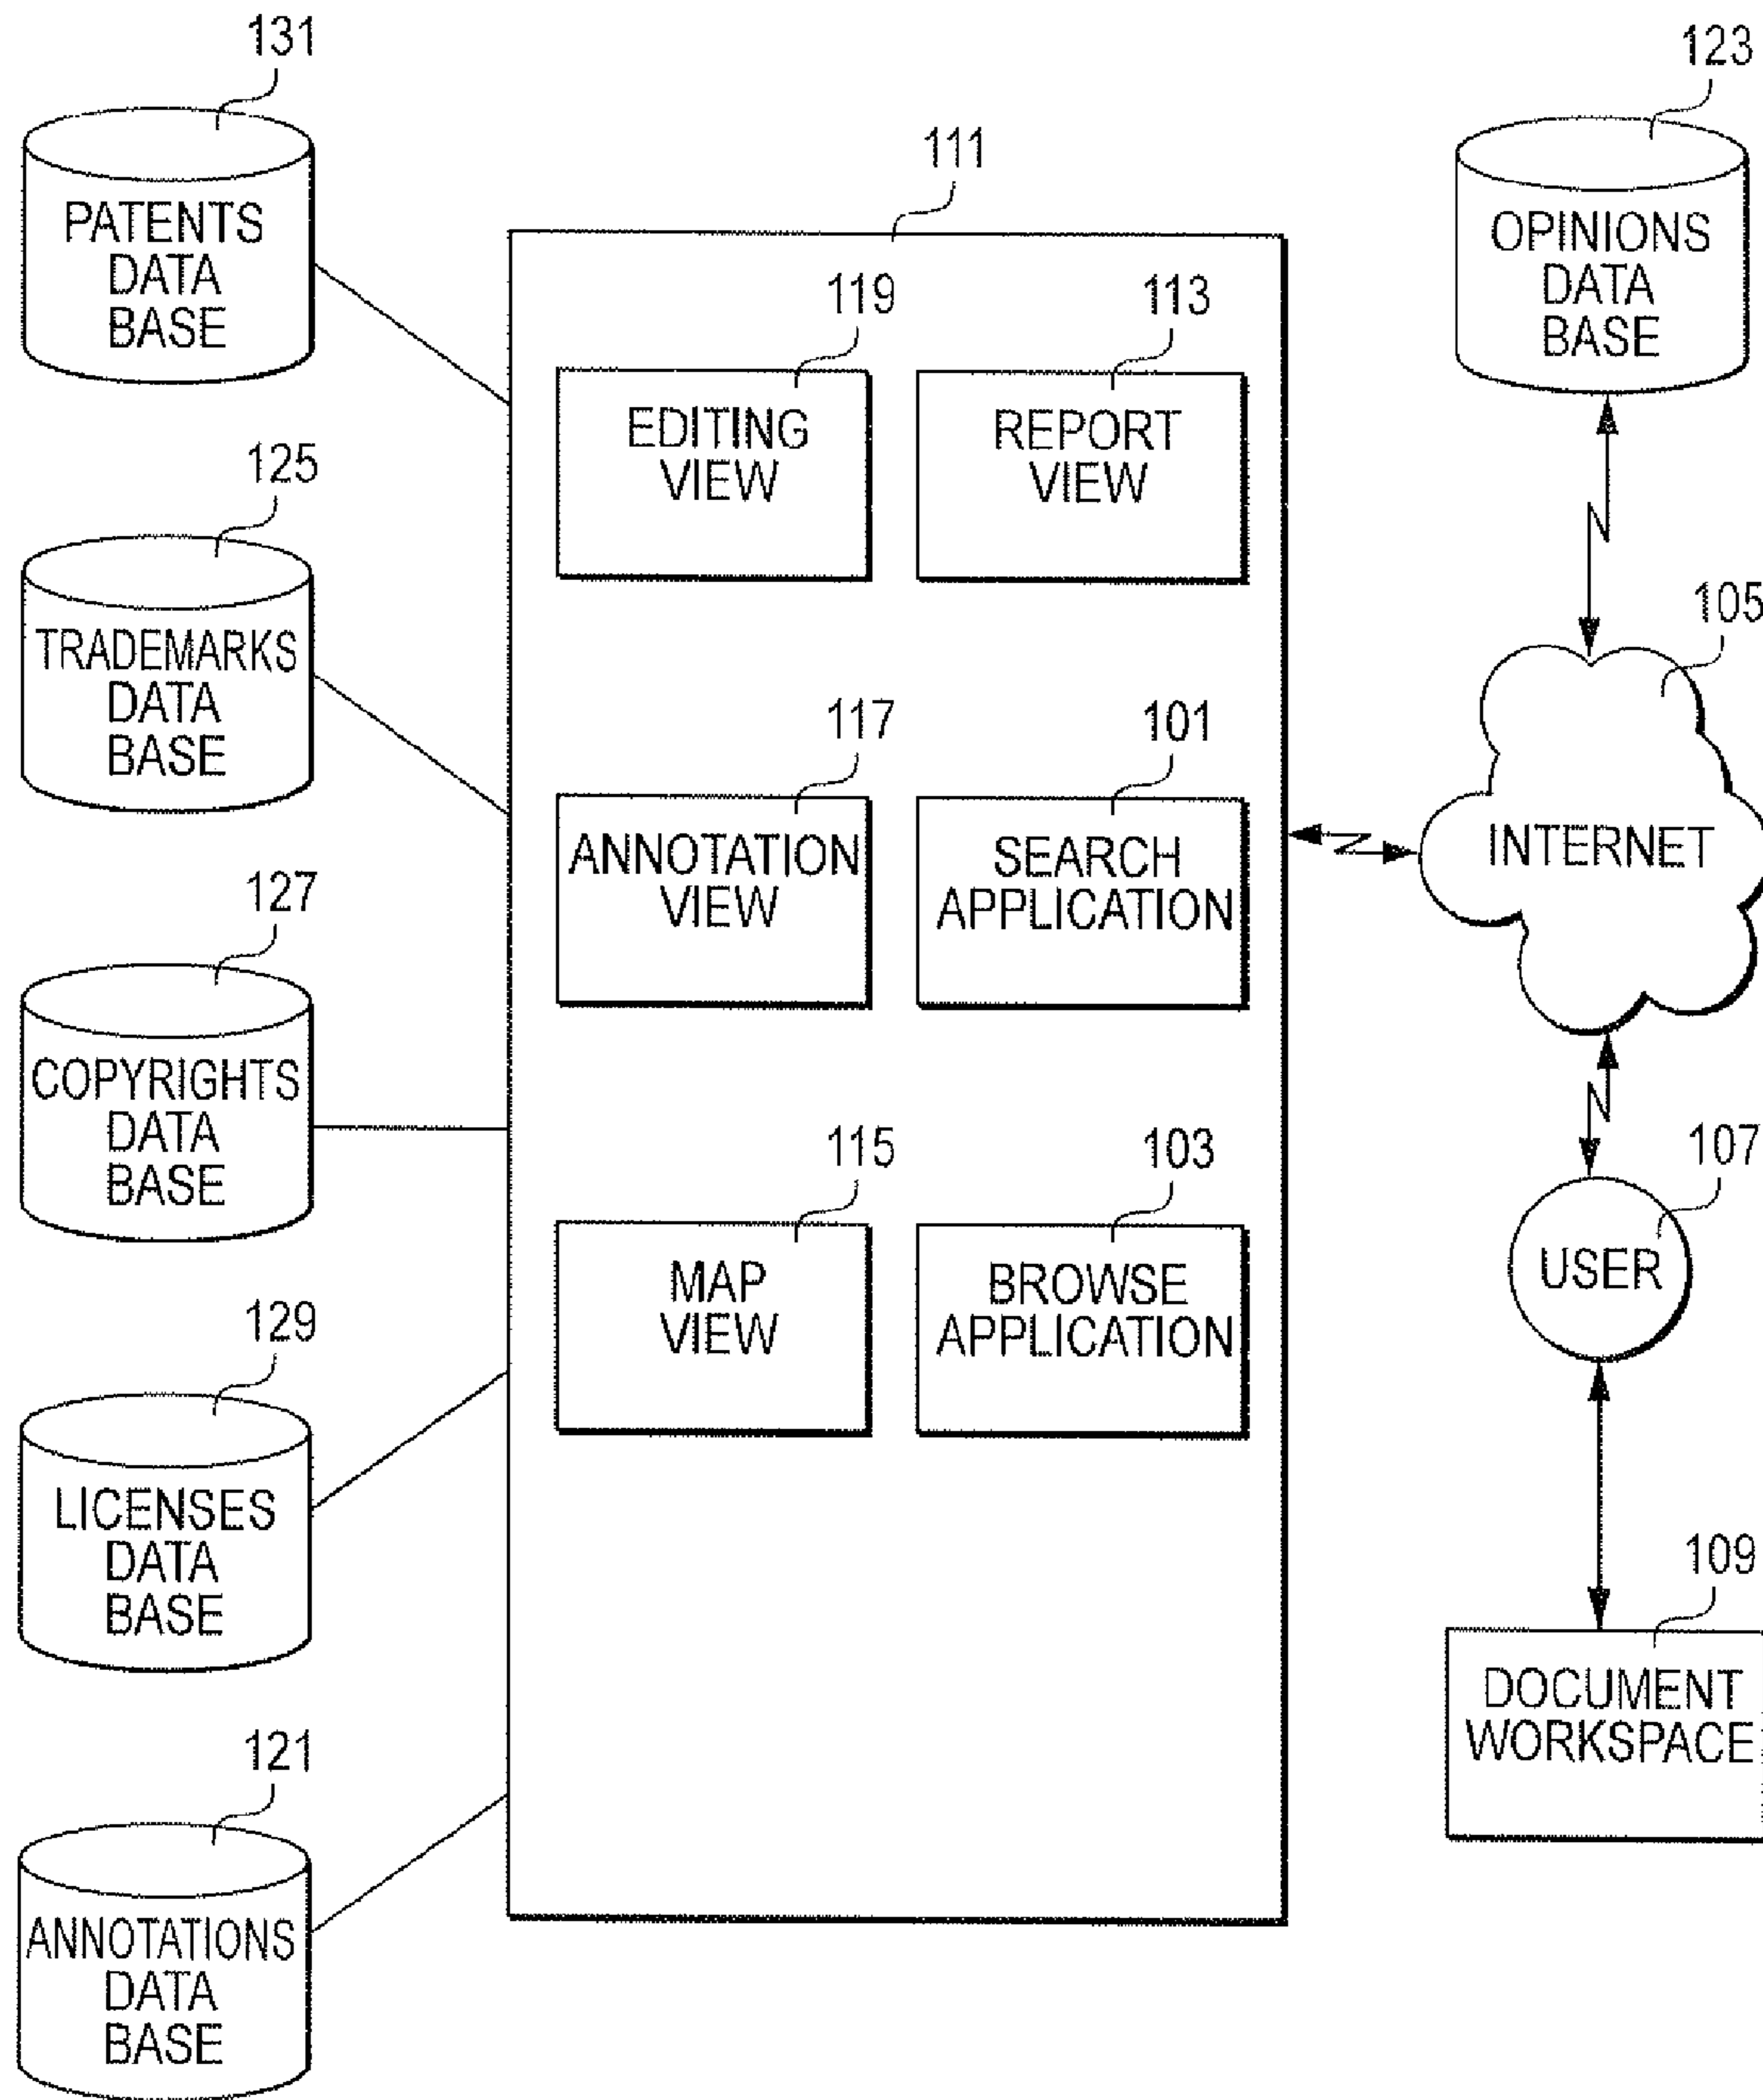 131
PATENTS
DATA
BASE
125
TRADEMARKS
DATA
BASE
127
COPYRIGHTS
DATA
BASE
129
LICENSES
DATA
BASE
121
ANNOTATIONS
DATA
BASE
111
119
EDITING
VIEW
113
REPORT
VIEW
117
ANNOTATION
VIEW
101
SEARCH
APPLICATION
115
MAP
VIEW
103
BROWSE
APPLICATION
123
OPINIONS
DATA
BASE
105
INTERNET
107
USER
109
DOCUMENT
WORKSPACE